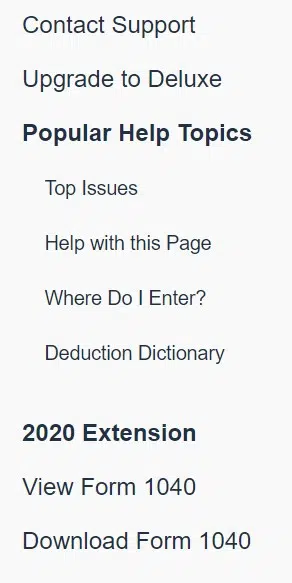 Contact Support
Upgrade to Deluxe
Popular Help Topics
Top Issues
Help with this Page
Where Do I Enter?
Deduction Dictionary
2020 Extension
View Form 1040
Download Form 1040